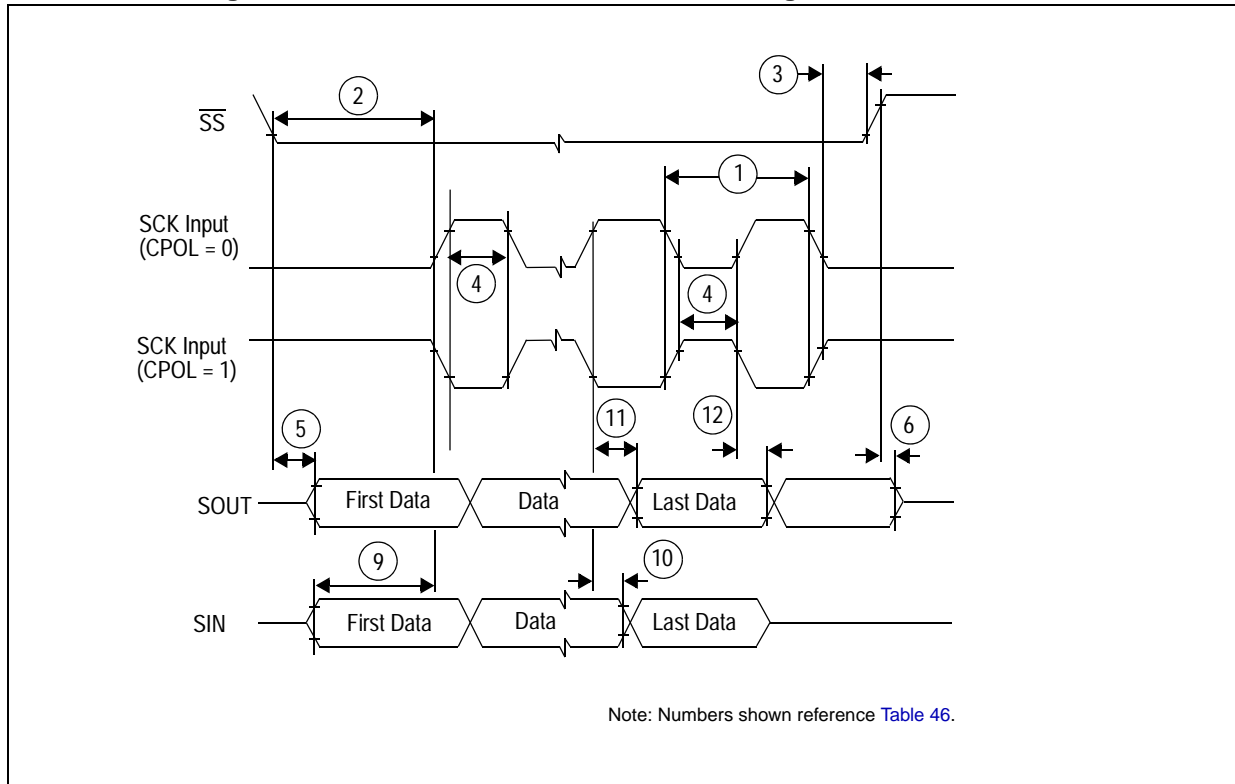 3
2
SS
1
SCK Input
(CPOL = 0)
4
4
SCK Input
(CPOL = 1)
11
12
5
6
SOUT
First Data
Data
Last Data
9
10
SIN
First Data
Data
Last Data
Note: Numbers shown reference Table 46.